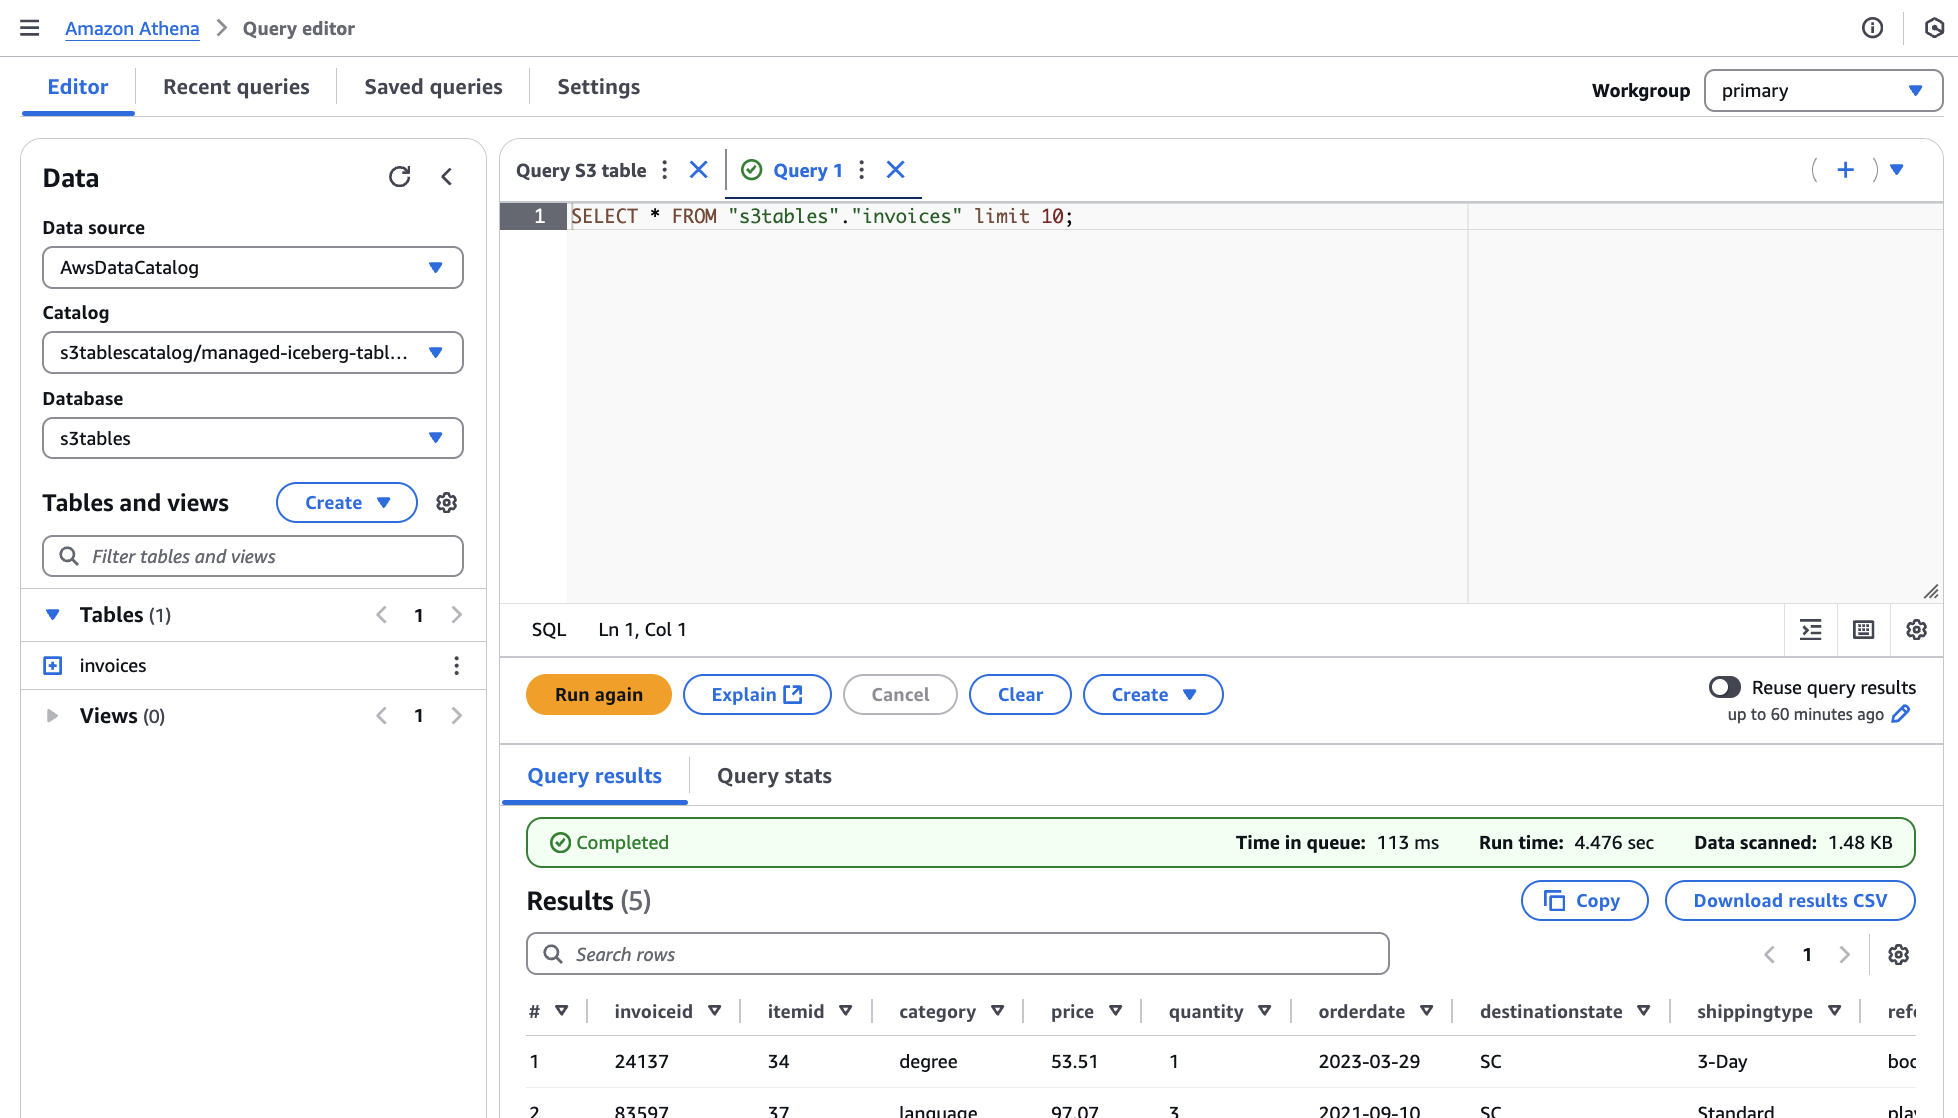 Amazon Athena > Query editor
Editor Recent queries Saved queries Settings Workgroup primary
Data
Data source
AwsDataCatalog
Catalog
s3tablescatalog/managed-iceberg-tabl...
Database
s3tables
Tables and views Create
Filter tables and views
Tables (1) < 1 >
invoices
Views (0) < 1 >
Query S3 table Query 1 ( + )
1 SELECT * FROM "s3tables"."invoices" limit 10;
SQL Ln 1, Col 1
Run again Explain Cancel Clear Create Reuse query results
up to 60 minutes ago
Query results Query stats
Completed Time in queue: 113 ms Run time: 4.476 sec Data scanned: 1.48 KB
Results (5) Copy Download results CSV
Search rows < 1 >
# invoiceid itemid category price quantity orderdate destinationstate shippingtype
1 24137 34 degree 53.51 1 2023-03-29 SC 3-Day
2 83597 37 language 97.07 3 2021-09-10 SC Standard